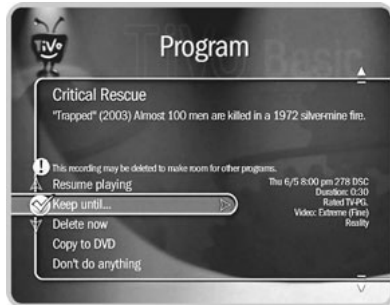 TiVo
Program
Critical Rescue
"Trapped" (2003) Almost 100 men are killed in a 1972 silver-mine fire.
This recording may be deleted to make room for other programs.
Resume playing
Thu 6/5 8:00 pm 278 DSC
Keep until...
Duration: 0:30
Rated TV-PG.
Delete now
Video: Extreme (Fine)
Reality
Copy to DVD
Don't do anything